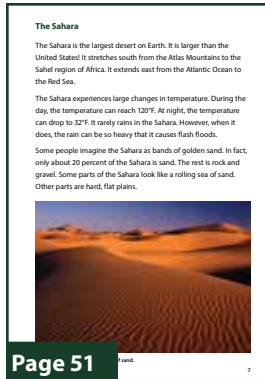 The Sahara
The Sahara is the largest desert on Earth. It is larger than the
United States! It stretches south from the Atlas Mountains to the
Sahel region of Africa. It extends east from the Atlantic Ocean to
the Red Sea.
The Sahara experiences large changes in temperature. During the
day, the temperature can reach 120°F. At night, the temperature
can drop to 32°F. It rarely rains in the Sahara. However, when it
does, the rain can be so heavy that it causes flash floods.
Some people imagine the Sahara as bands of golden sand. In fact,
only about 20 percent of the Sahara is sand. The rest is rock and
gravel. Some parts of the Sahara look like a rolling sea of sand.
Other parts are hard, flat plains.
of sand.
Page 51
7